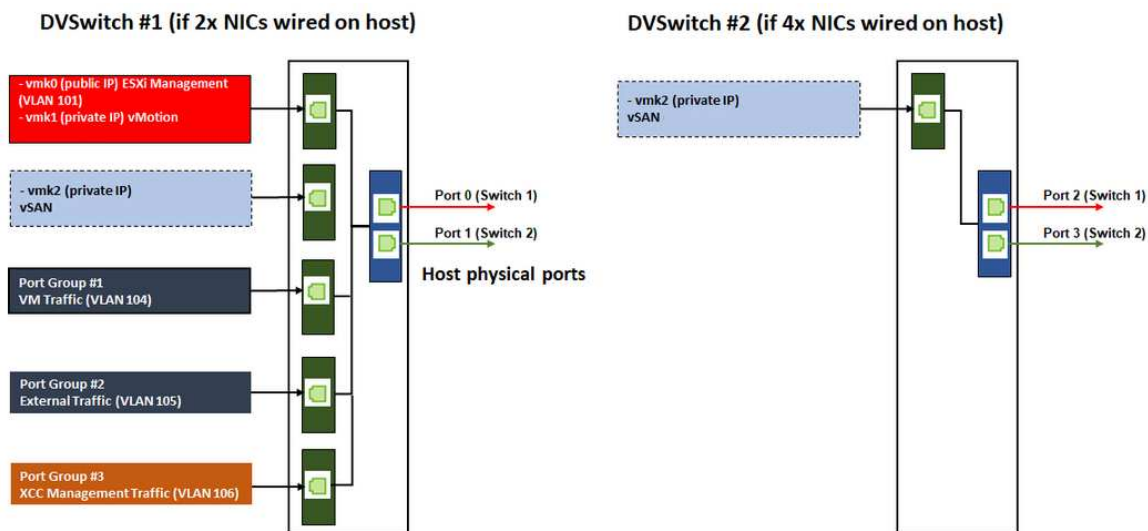 DVSwitch #1 (if 2x NICs wired on host)
- vmk0 (public IP) ESXi Management
(VLAN 101)
- vmk1 (private IP) vMotion
- vmk2 (private IP)
vSAN
Port Group #1
VM Traffic (VLAN 104)
Port Group #2
External Traffic (VLAN 105)
Port Group #3
XCC Management Traffic (VLAN 106)
Port 0 (Switch 1)
Port 1 (Switch 2)
Host physical ports
DVSwitch #2 (if 4x NICs wired on host)
- vmk2 (private IP)
vSAN
Port 2 (Switch 1)
Port 3 (Switch 2)